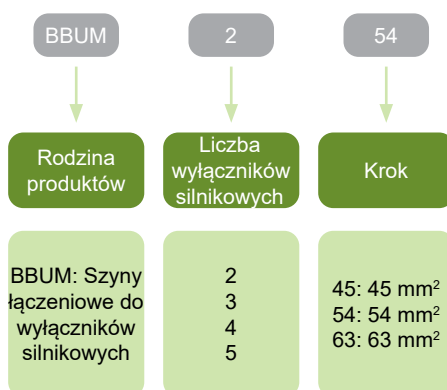 BBUM
2
54
Rodzina
produktów
Liczba
wyłączników
silnikowych
Krok
BBUM: Szyny
łączeniowe do
wyłączników
silnikowych
2
3
4
5
45: 45 mm²
54: 54 mm²
63: 63 mm²